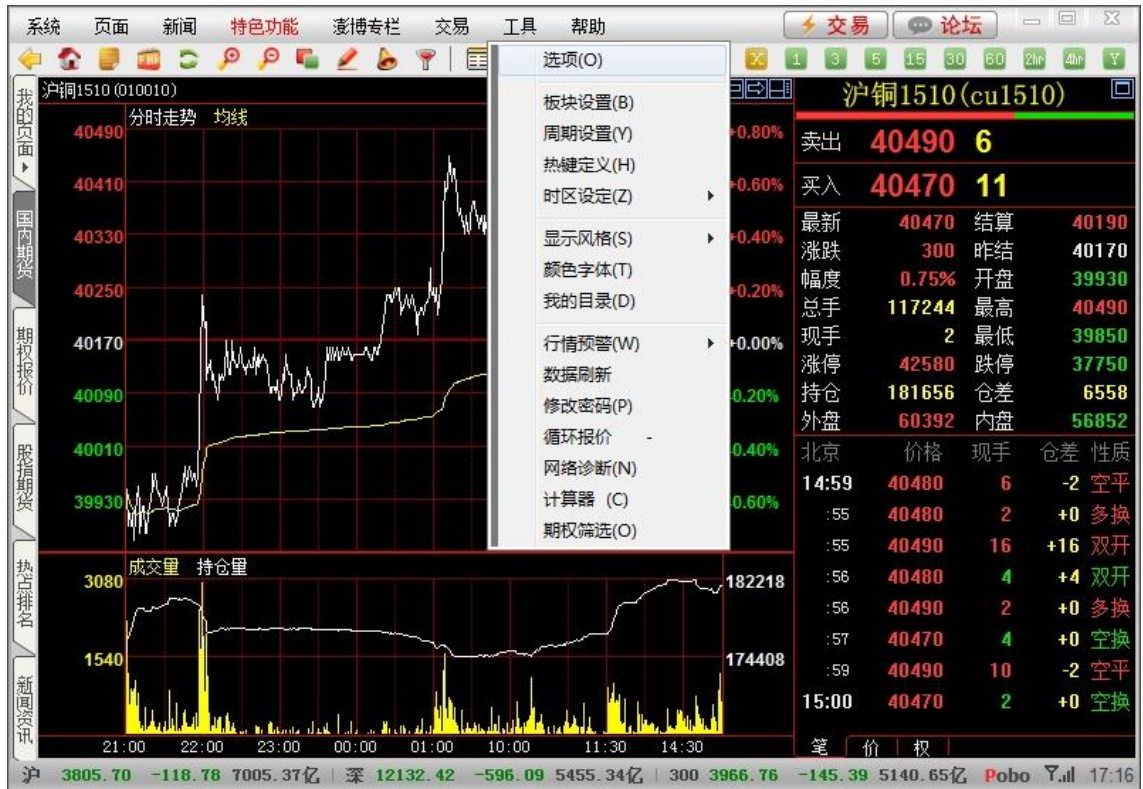 系统 页面 新闻 特色功能 澎博专栏 交易 工具 帮助 交易 论坛
X 1 3 5 15 30 60 2hr 4hr Y
我的页面
国内期货
期权报价
股指期货
热点排名
新闻资讯
沪铜1510 (010010)
分时走势 均线
40490
40410
40330
40250
40170
40090
40010
39930
+0.80%
+0.60%
+0.40%
+0.20%
+0.00%
0.20%
0.40%
0.60%
成交量 持仓量
3080
1540
182218
174408
21:00 22:00 23:00 00:00 01:00 10:00 11:30 14:30
选项(O)
板块设置(B)
周期设置(Y)
热键定义(H)
时区设定(Z)
显示风格(S)
颜色字体(T)
我的目录(D)
行情预警(W)
数据刷新
修改密码(P)
循环报价 -
网络诊断(N)
计算器 (C)
期权筛选(O)
沪铜1510(cu1510)
卖出 40490 6
买入 40470 11
最新 40470 结算 40190
涨跌 300 昨结 40170
幅度 0.75% 开盘 39930
总手 117244 最高 40490
现手 2 最低 39850
涨停 42580 跌停 37750
持仓 181656 仓差 6558
外盘 60392 内盘 56852
北京 价格 现手 仓差 性质
14:59 40480 6 -2 空平
:55 40480 2 +0 多换
:55 40490 16 +16 双开
:56 40480 4 +4 双开
:56 40490 2 +0 多换
:57 40470 4 +0 空换
:59 40490 10 -2 空平
15:00 40470 2 +0 空换
笔 价 权
沪 3805.70 -118.78 7005.37亿 深 12132.42 -596.09 5455.34亿 300 3966.76 -145.39 5140.65亿 Pobo 17:16